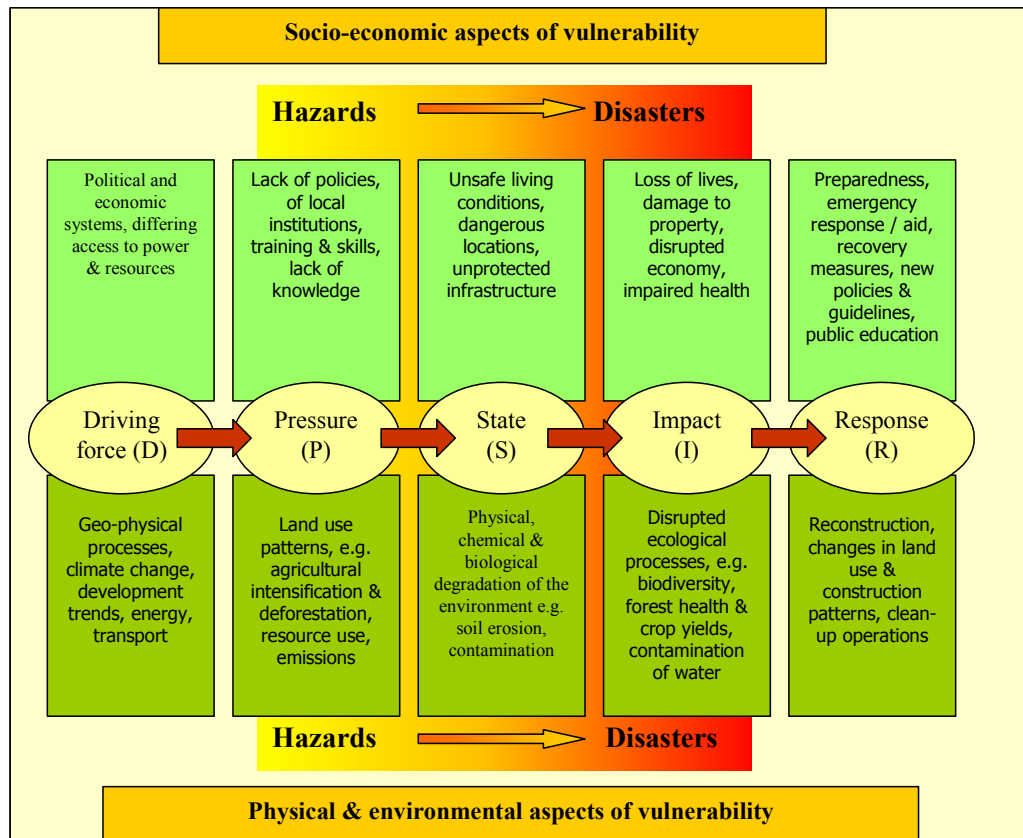 Socio-economic aspects of vulnerability
Hazards
Disasters
Political and
economic
systems, differing
access to power
& resources
Lack of policies,
of local
institutions,
training & skills,
lack of
knowledge
Unsafe living
conditions,
dangerous
locations,
unprotected
infrastructure
Loss of lives,
damage to
property,
disrupted
economy,
impaired health
Preparedness,
emergency
response / aid,
recovery
measures, new
policies &
guidelines,
public education
Driving
force (D)
Pressure
(P)
State
(S)
Impact
(I)
Response
(R)
Geo-physical
processes,
climate change,
development
trends, energy,
transport
Land use
patterns, e.g.
agricultural
intensification &
deforestation,
resource use,
emissions
Physical,
chemical &
biological
degradation of the
environment e.g.
soil erosion,
contamination
Disrupted
ecological
processes, e.g.
biodiversity,
forest health &
crop yields,
contamination
of water
Reconstruction,
changes in land
use &
construction
patterns, clean-
up operations
Hazards
Disasters
Physical & environmental aspects of vulnerability